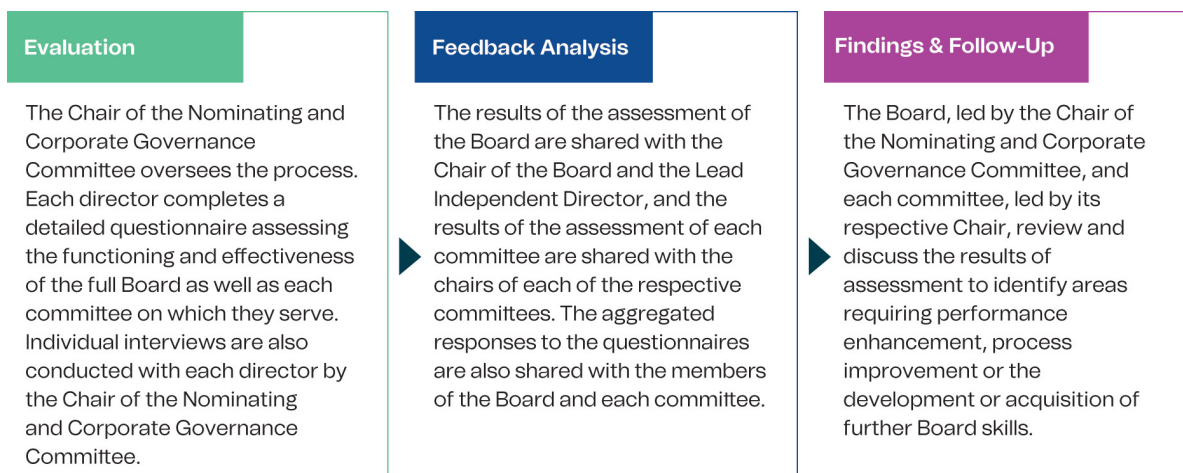 Evaluation
The Chair of the Nominating and
Corporate Governance
Committee oversees the process.
Each director completes a
detailed questionnaire assessing
the functioning and effectiveness
of the full Board as well as each
committee on which they serve.
Individual interviews are also
conducted with each director by
the Chair of the Nominating
and Corporate Governance
Committee.
Feedback Analysis
The results of the assessment of
the Board are shared with the
Chair of the Board and the Lead
Independent Director, and the
results of the assessment of each
committee are shared with the
chairs of each of the respective
committees. The aggregated
responses to the questionnaires
are also shared with the members
of the Board and each committee.
Findings & Follow-Up
The Board, led by the Chair of
the Nominating and Corporate
Governance Committee, and
each committee, led by its
respective Chair, review and
discuss the results of
assessment to identify areas
requiring performance
enhancement, process
improvement or the
development or acquisition of
further Board skills.